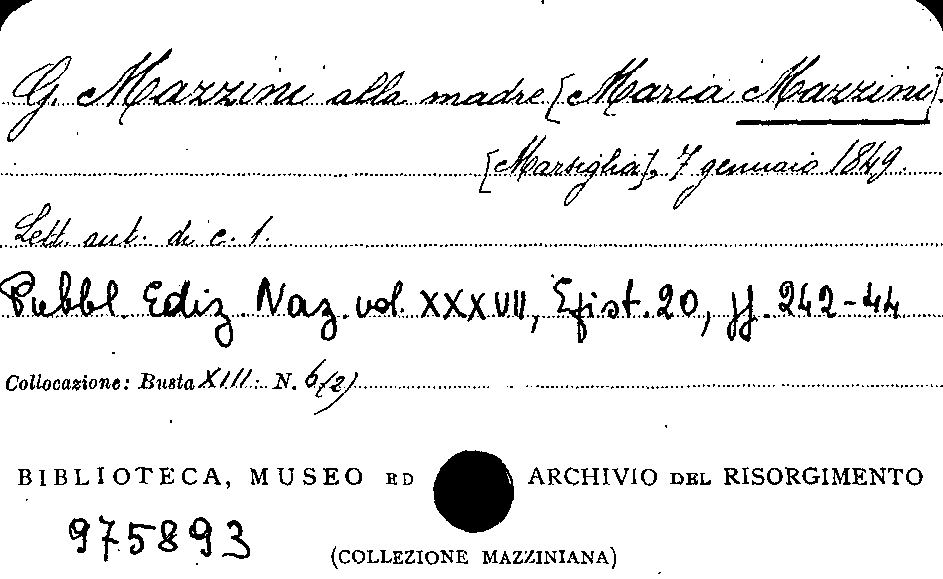 G. Mazzini alla madre [Maria Mazzini].
[Marsiglia], 7 gennaio 1849.
Lett. aut. di c. 1.
Pubbl. Ediz. Naz. vol. XXXVII, Epist. 20, pp. 242-44
Collocazione: Busta XIII: N. 6(2)
BIBLIOTECA, MUSEO ED ARCHIVIO DEL RISORGIMENTO
975893
(COLLEZIONE MAZZINIANA)